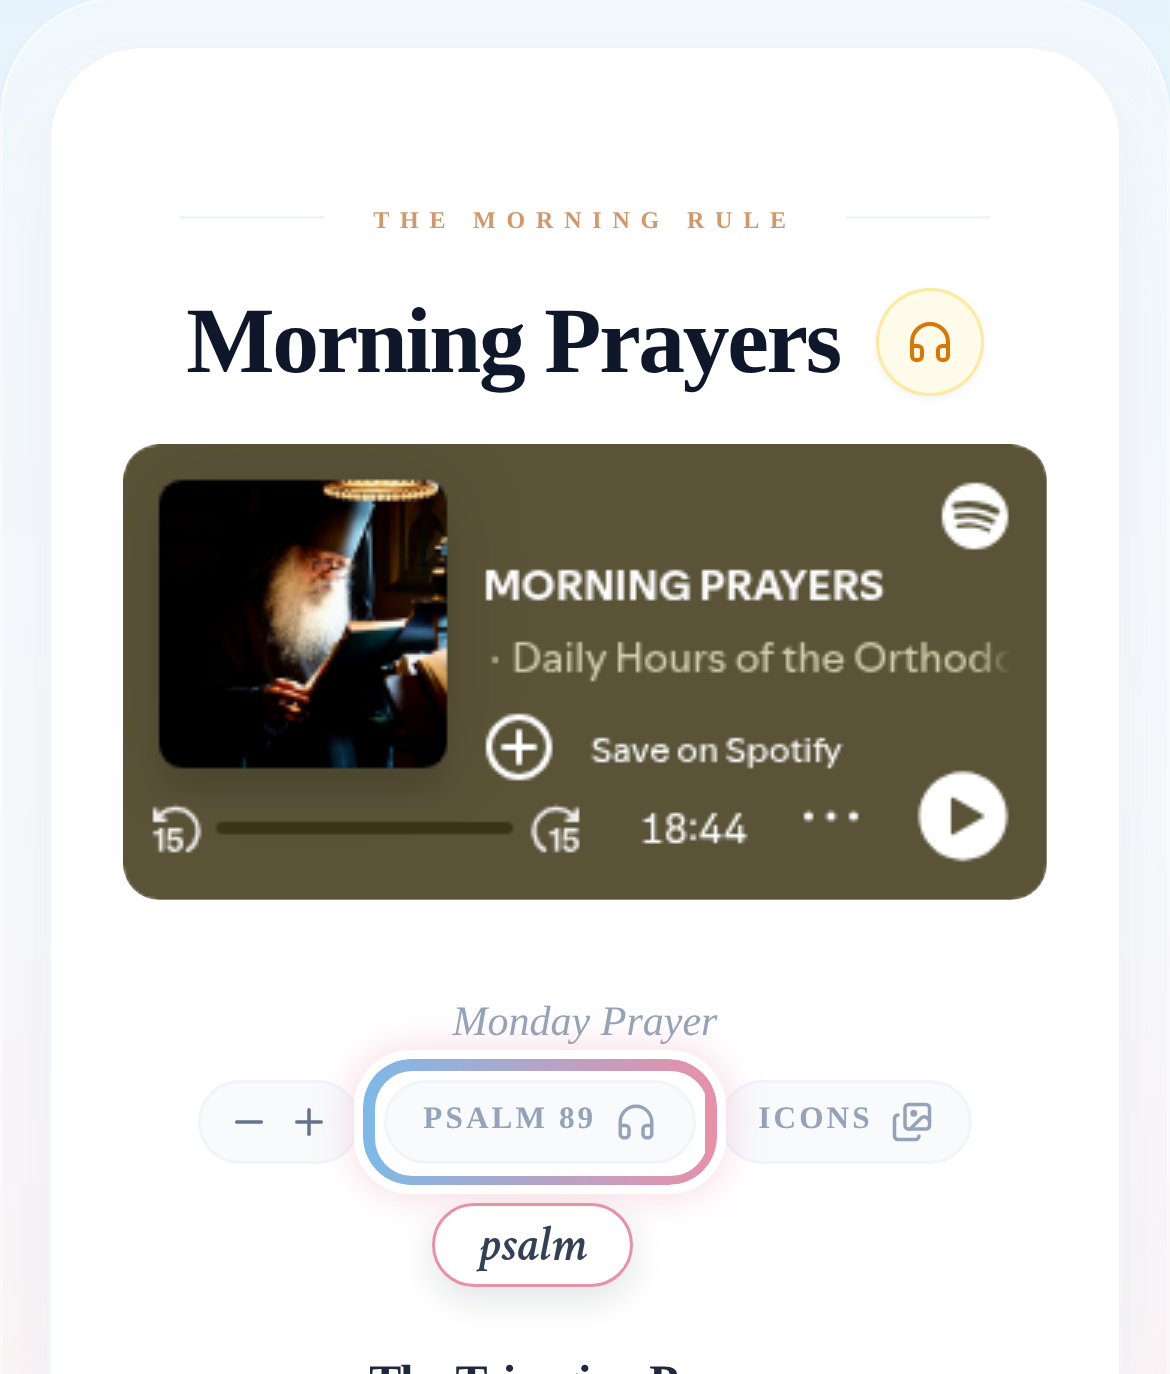 THE MORNING RULE
Morning Prayers
MORNING PRAYERS
· Daily Hours of the Orthodo
Save on Spotify
15 15 18:44
Monday Prayer
PSALM 89 ICONS
psalm